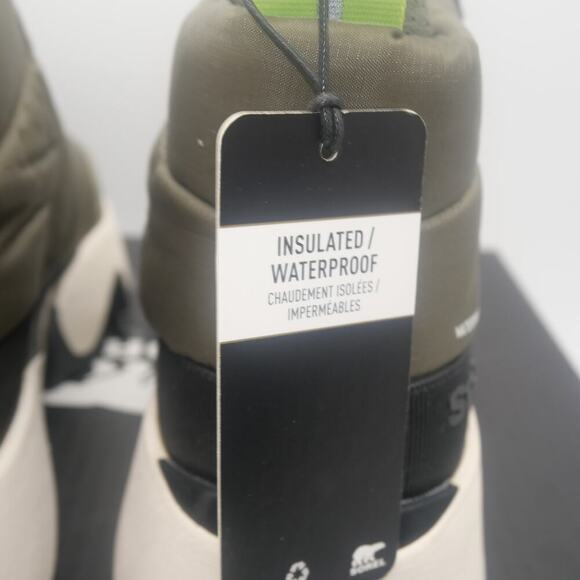 INSULATED /
WATERPROOF
CHAUDEMENT ISOLÉES /
IMPERMÉABLES
SOREL